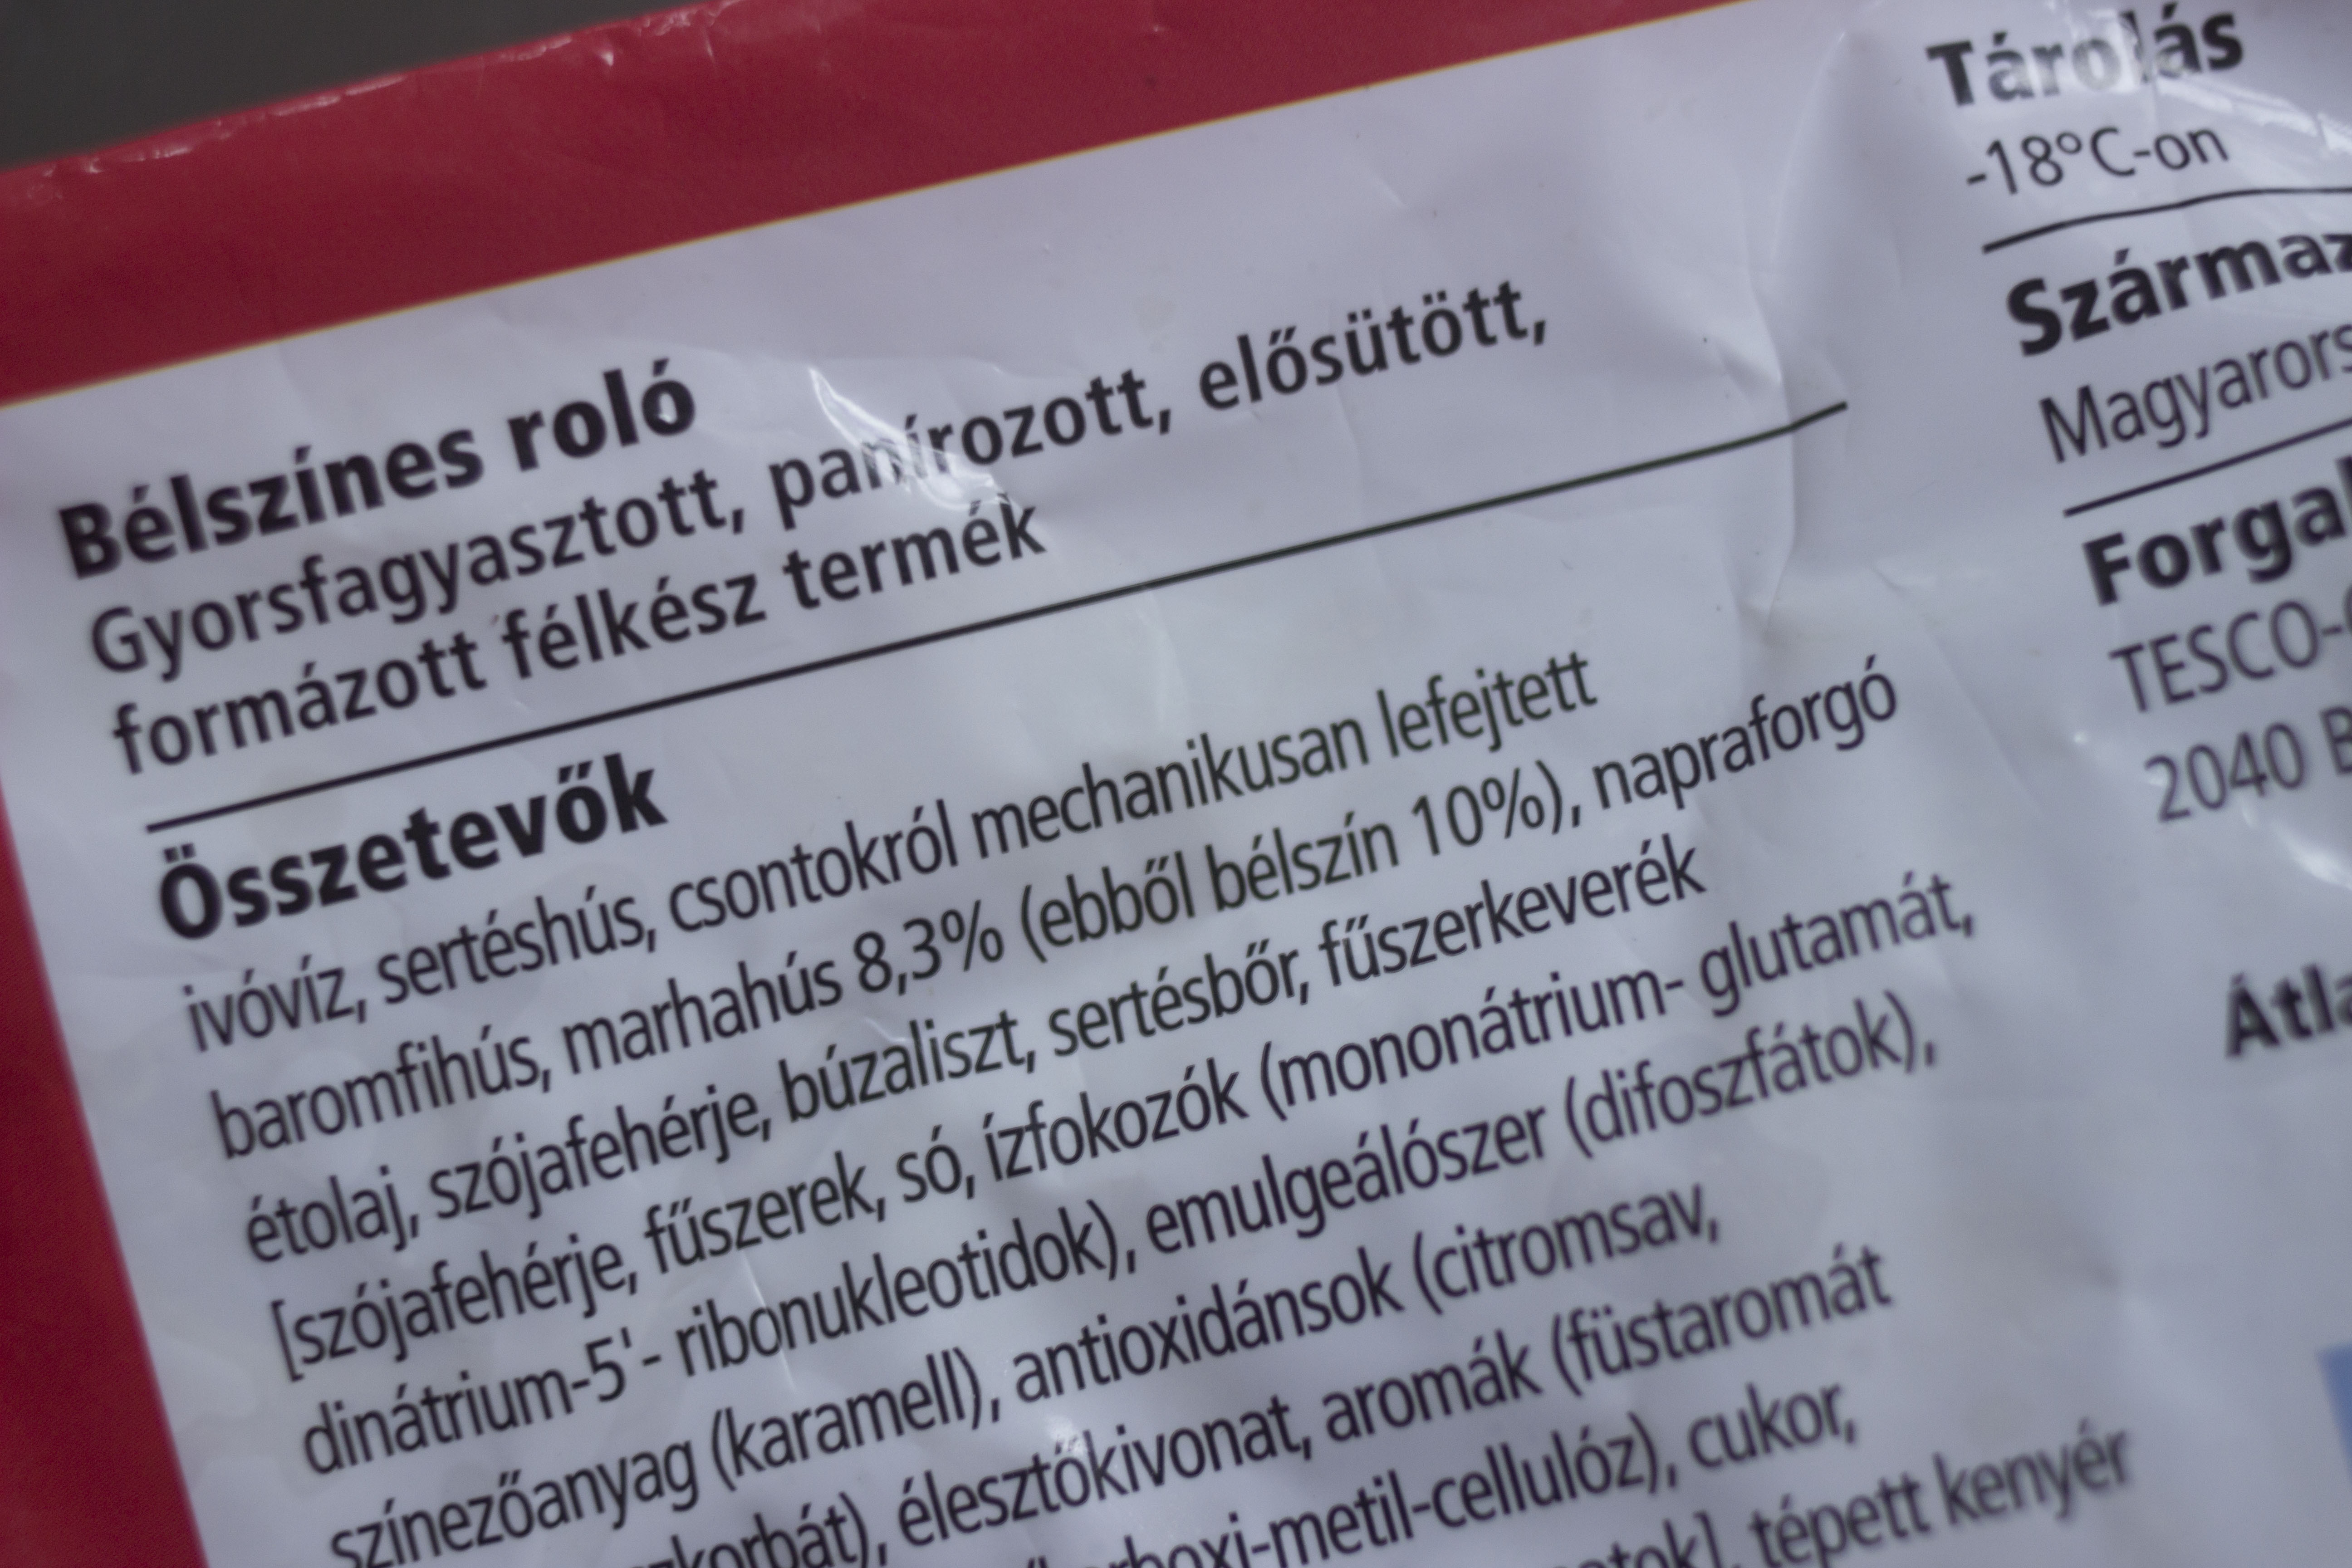 Bélszínes roló
Gyorsfagyasztott, panírozott, elősütött,
formázott félkész termék
Összetevők
ivóvíz, sertéshús, csontokról mechanikusan lefejtett
baromfihús, marhahús 8,3% (ebből bélszín 10%), napraforgó
étolaj, szójafehérje, búzaliszt, sertésbőr, fűszerkeverék
[szójafehérje, fűszerek, só, ízfokozók (mononátrium- glutamát,
dinátrium-5'- ribonukleotidok), emulgeálószer (difoszfátok),
színezőanyag (karamell), antioxidánsok (citromsav,
élesztőkivonat, aromák (füstaromát
cukor,
tépett kenyér
Tárolás
-18°C-on
Származ
Magyarors
Forgal
TESCO-
2040 B
Átla